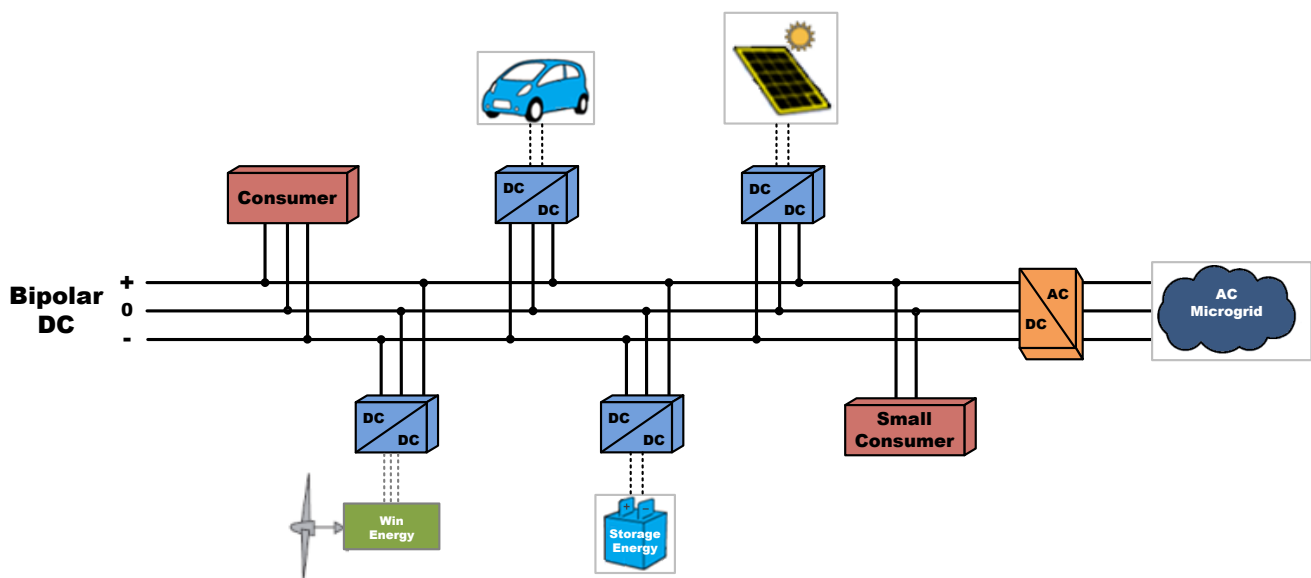 Consumer
DC
DC
DC
DC
Bipolar
DC
+
0
-
AC
DC
AC
Microgrid
DC
DC
DC
DC
Small
Consumer
Win
Energy
+ −
Storage
Energy